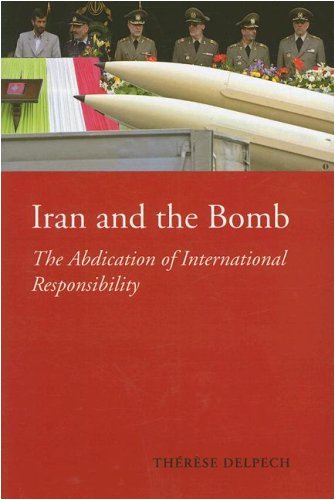 Iran and the Bomb
The Abdication of International
Responsibility
THÉRÈSE DELPECH